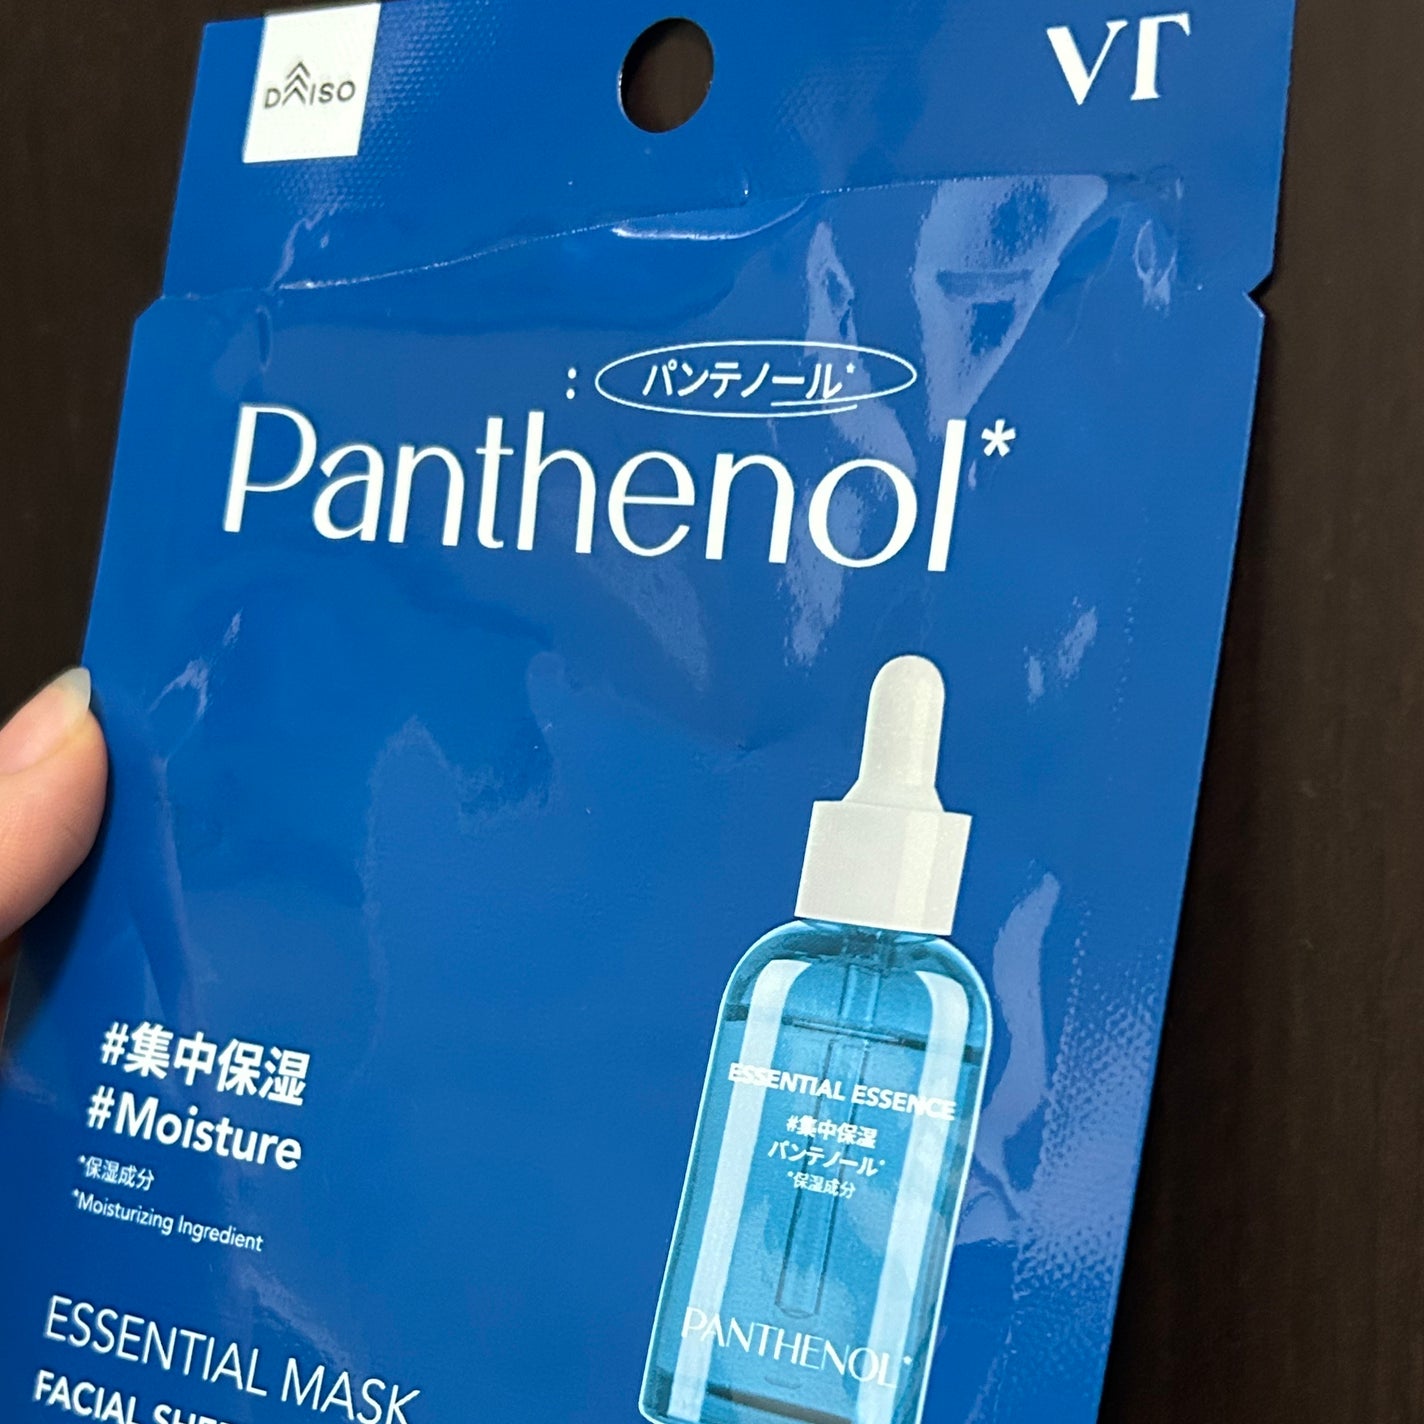 DAISO
VT
: パンテノール*
Panthenol*
#集中保湿
#Moisture
*保湿成分
*Moisturizing Ingredient
ESSENTIAL MASK
FACIAL
ESSENTIAL ESSENCE
#集中保湿
パンテノール*
*保湿成分
PANTHENOL*